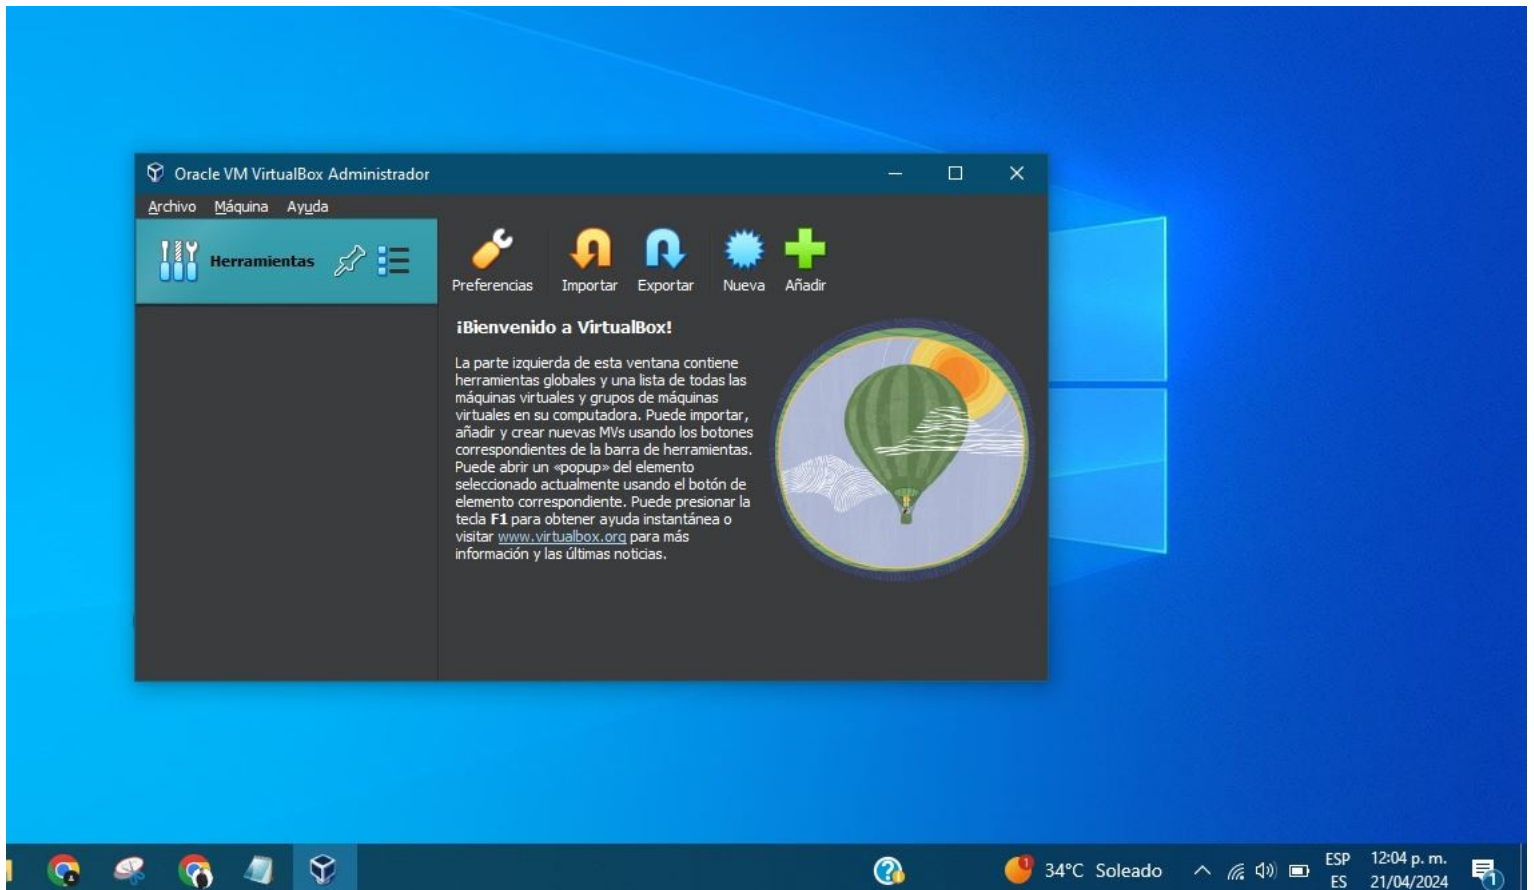 Oracle VM VirtualBox Administrador
Archivo Máquina Ayuda
Herramientas
Preferencias Importar Exportar Nueva Añadir
¡Bienvenido a VirtualBox!
La parte izquierda de esta ventana contiene
herramientas globales y una lista de todas las
máquinas virtuales y grupos de máquinas
virtuales en su computadora. Puede importar,
añadir y crear nuevas MVs usando los botones
correspondientes de la barra de herramientas.
Puede abrir un «popup» del elemento
seleccionado actualmente usando el botón de
elemento correspondiente. Puede presionar la
tecla F1 para obtener ayuda instantánea o
visitar www.virtualbox.org para más
información y las últimas noticias.
1
34°C Soleado
ESP
ES
12:04 p. m.
21/04/2024
1